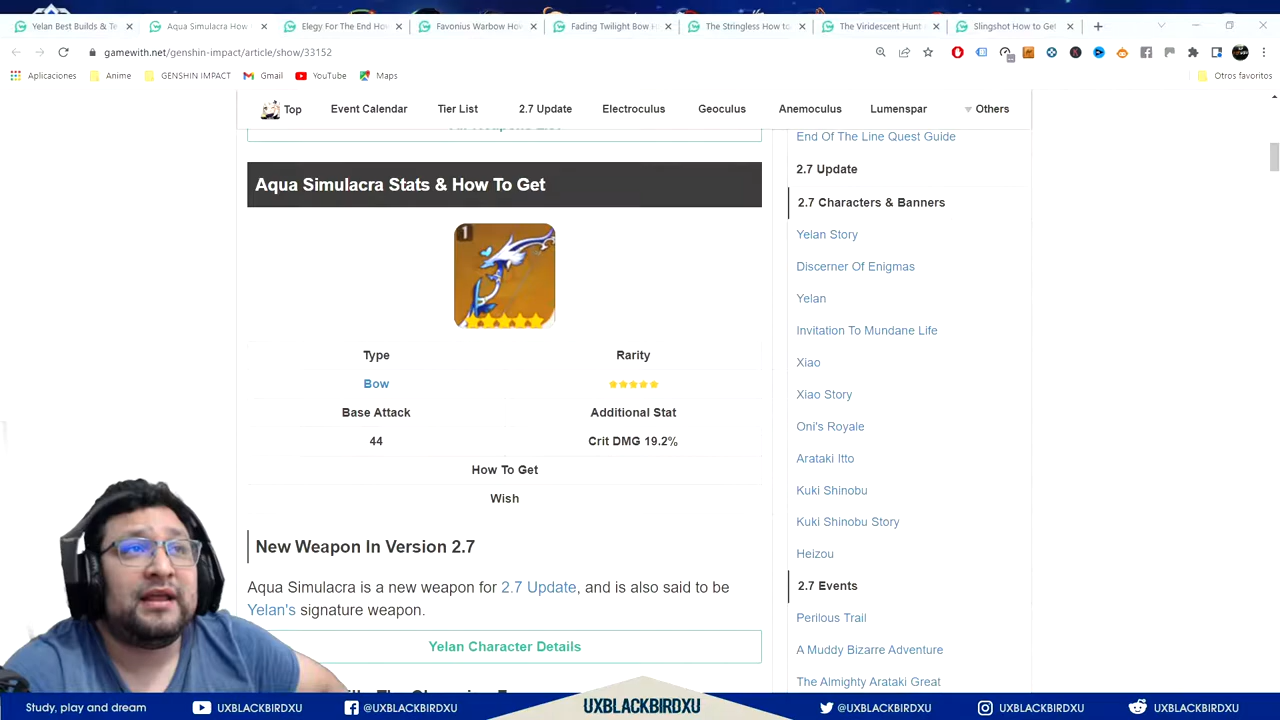 Yelan Best Builds & Te
Aqua Simulacra How
Elegy For The End How
Favonius Warbow How
Fading Twilight Bow H
The Stringless How to
The Viridescent Hunt
Slingshot How to Get
gamewith.net/genshin-impact/article/show/33152
Aplicaciones
Anime
GENSHIN IMPACT
Gmail
YouTube
Maps
Otros favoritos
Top
Event Calendar
Tier List
2.7 Update
Electroculus
Geoculus
Anemoculus
Lumenspar
Others
Aqua Simulacra Stats & How To Get
1
Type
Rarity
Bow
Base Attack
Additional Stat
44
Crit DMG 19.2%
How To Get
Wish
New Weapon In Version 2.7
Aqua Simulacra is a new weapon for 2.7 Update, and is also said to be
Yelan's signature weapon.
Yelan Character Details
End Of The Line Quest Guide
2.7 Update
2.7 Characters & Banners
Yelan Story
Discerner Of Enigmas
Yelan
Invitation To Mundane Life
Xiao
Xiao Story
Oni's Royale
Arataki Itto
Kuki Shinobu
Kuki Shinobu Story
Heizou
2.7 Events
Perilous Trail
A Muddy Bizarre Adventure
The Almighty Arataki Great
Study, play and dream
UXBLACKBIRDXU
@UXBLACKBIRDXU
UXBLACKBIRDXU
@UXBLACKBIRDXU
UXBLACKBIRDXU
UXBLACKBIRDXU